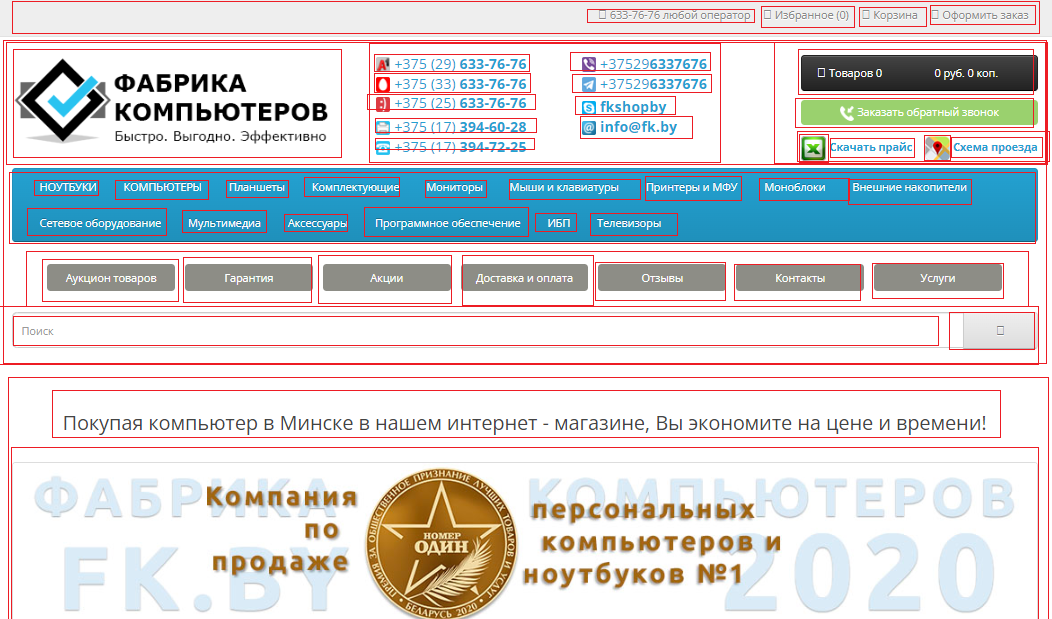 633-76-76 любой оператор Избранное (0) Корзина Оформить заказ
ФАБРИКА
КОМПЬЮТЕРОВ
Быстро. Выгодно. Эффективно
+375 (29) 633-76-76
+375 (33) 633-76-76
+375 (25) 633-76-76
+375 (17) 394-60-28
+375 (17) 394-72-25
+375296337676
+375296337676
fkshopby
info@fk.by
Товаров 0 0 руб. 0 коп.
Заказать обратный звонок
Скачать прайс Схема проезда
НОУТБУКИ КОМПЬЮТЕРЫ Планшеты Комплектующие Мониторы Мыши и клавиатуры Принтеры и МФУ Моноблоки Внешние накопители
Сетевое оборудование Мультимедиа Аксессуары Программное обеспечение ИБП Телевизоры
Аукцион товаров Гарантия Акции Доставка и оплата Отзывы Контакты Услуги
Поиск
Покупая компьютер в Минске в нашем интернет - магазине, Вы экономите на цене и времени!
ФАБРИКА КОМПЬЮТЕРОВ
FK.BY 2020
Компания
по
продаже
ПРЕМИЯ ЗА ОБЩЕСТВЕННОЕ ПРИЗНАНИЕ ЛУЧШИХ ТОВАРОВ И УСЛУГ
НОМЕР
ОДИН
• БЕЛАРУСЬ 2020 •
персональных
компьютеров и
ноутбуков №1